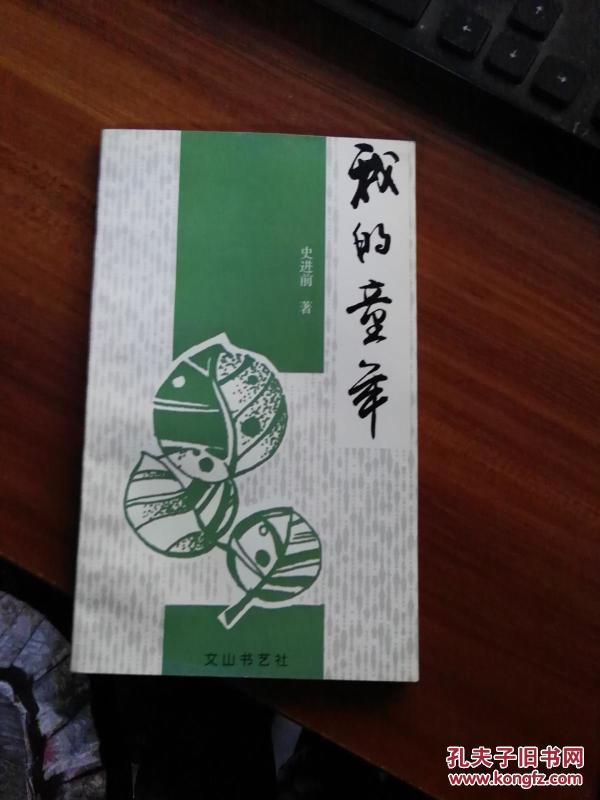 我的童年
史进前 著
文山书艺社
孔夫子旧书网
www.kongfz.com